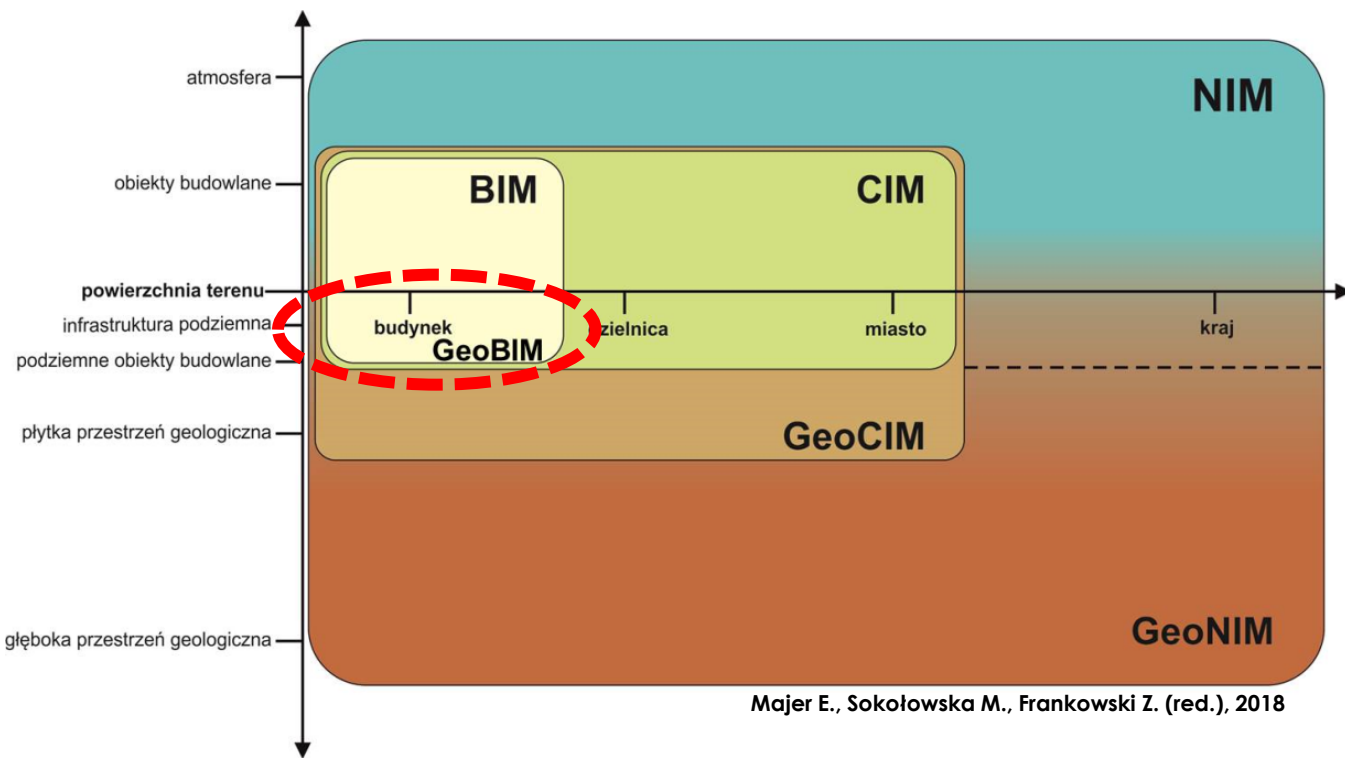 atmosfera
NIM
obiekty budowlane
BIM
CIM
powierzchnia terenu
infrastruktura podziemna
budynek
zielnica
miasto
kraj
GeoBIM
podziemne obiekty budowlane
płytka przestrzeń geologiczna
GeoCIM
głęboka przestrzeń geologiczna
GeoNIM
Majer E., Sokołowska M., Frankowski Z. (red.), 2018